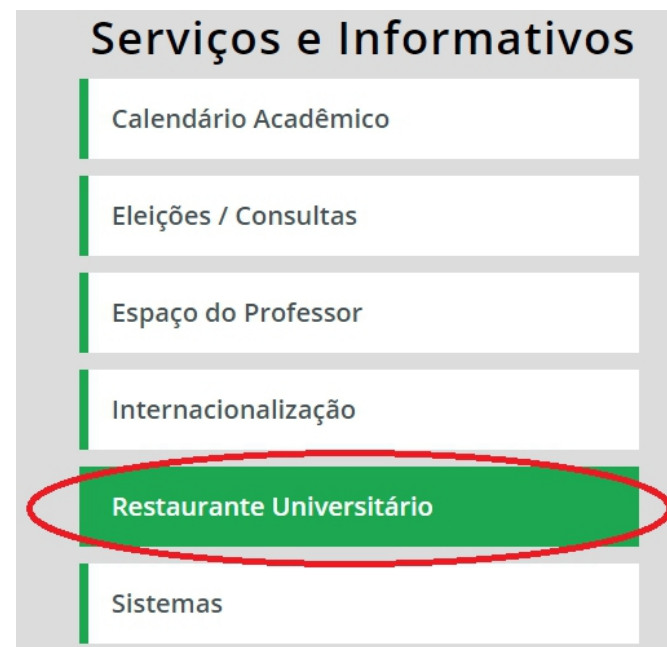 Serviços e Informativos
Calendário Acadêmico
Eleições / Consultas
Espaço do Professor
Internacionalização
Restaurante Universitário
Sistemas